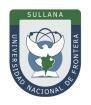 SULLANA
UNIVERSIDAD NACIONAL DE FRONTERA